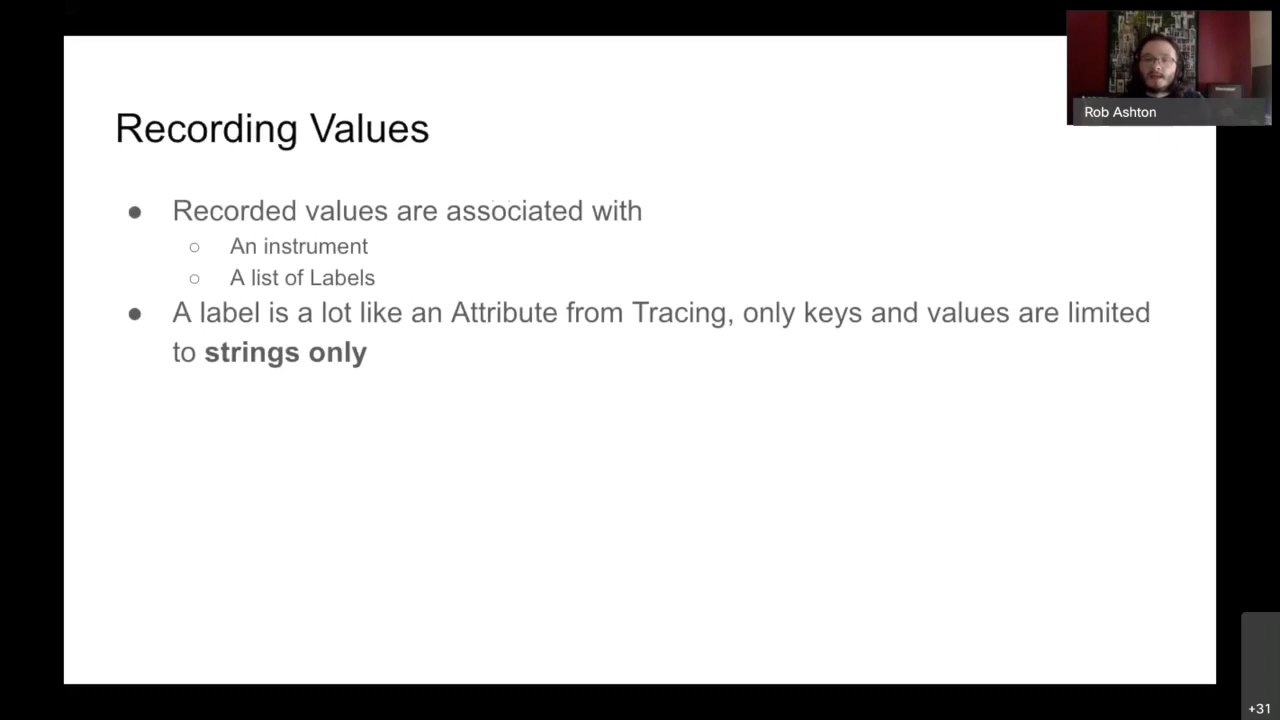 Rob Ashton
Recording Values
● Recorded values are associated with
○ An instrument
○ A list of Labels
● A label is a lot like an Attribute from Tracing, only keys and values are limited
to strings only
+31